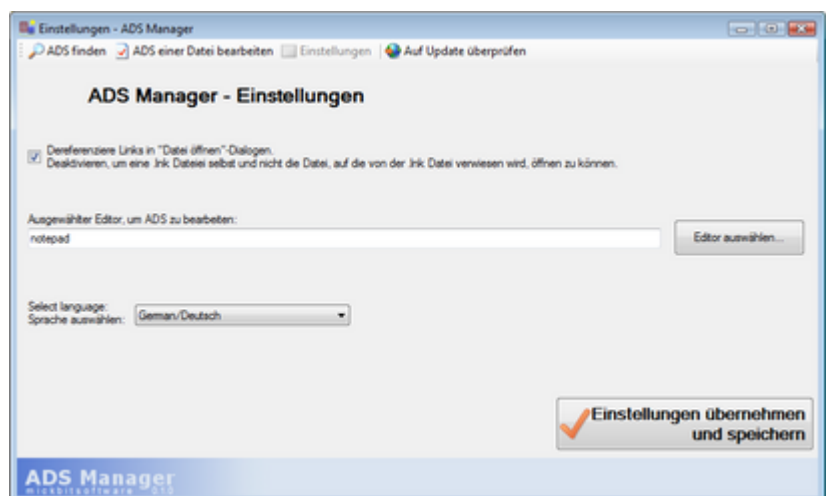 Einstellungen - ADS Manager
ADS finden ADS einer Datei bearbeiten Einstellungen Auf Update überprüfen
ADS Manager - Einstellungen
Dereferenziere Links in "Datei öffnen"-Dialogen.
Deaktivieren, um eine .lnk Dateiei selbst und nicht die Datei, auf die von der .lnk Datei verwiesen wird, öffnen zu können.
Ausgewählter Editor, um ADS zu bearbeiten:
notepad
Editor auswählen...
Select language:
Sprache auswählen:
German/Deutsch
Einstellungen übernehmen
und speichern
ADS Manager
mickbitsoftware